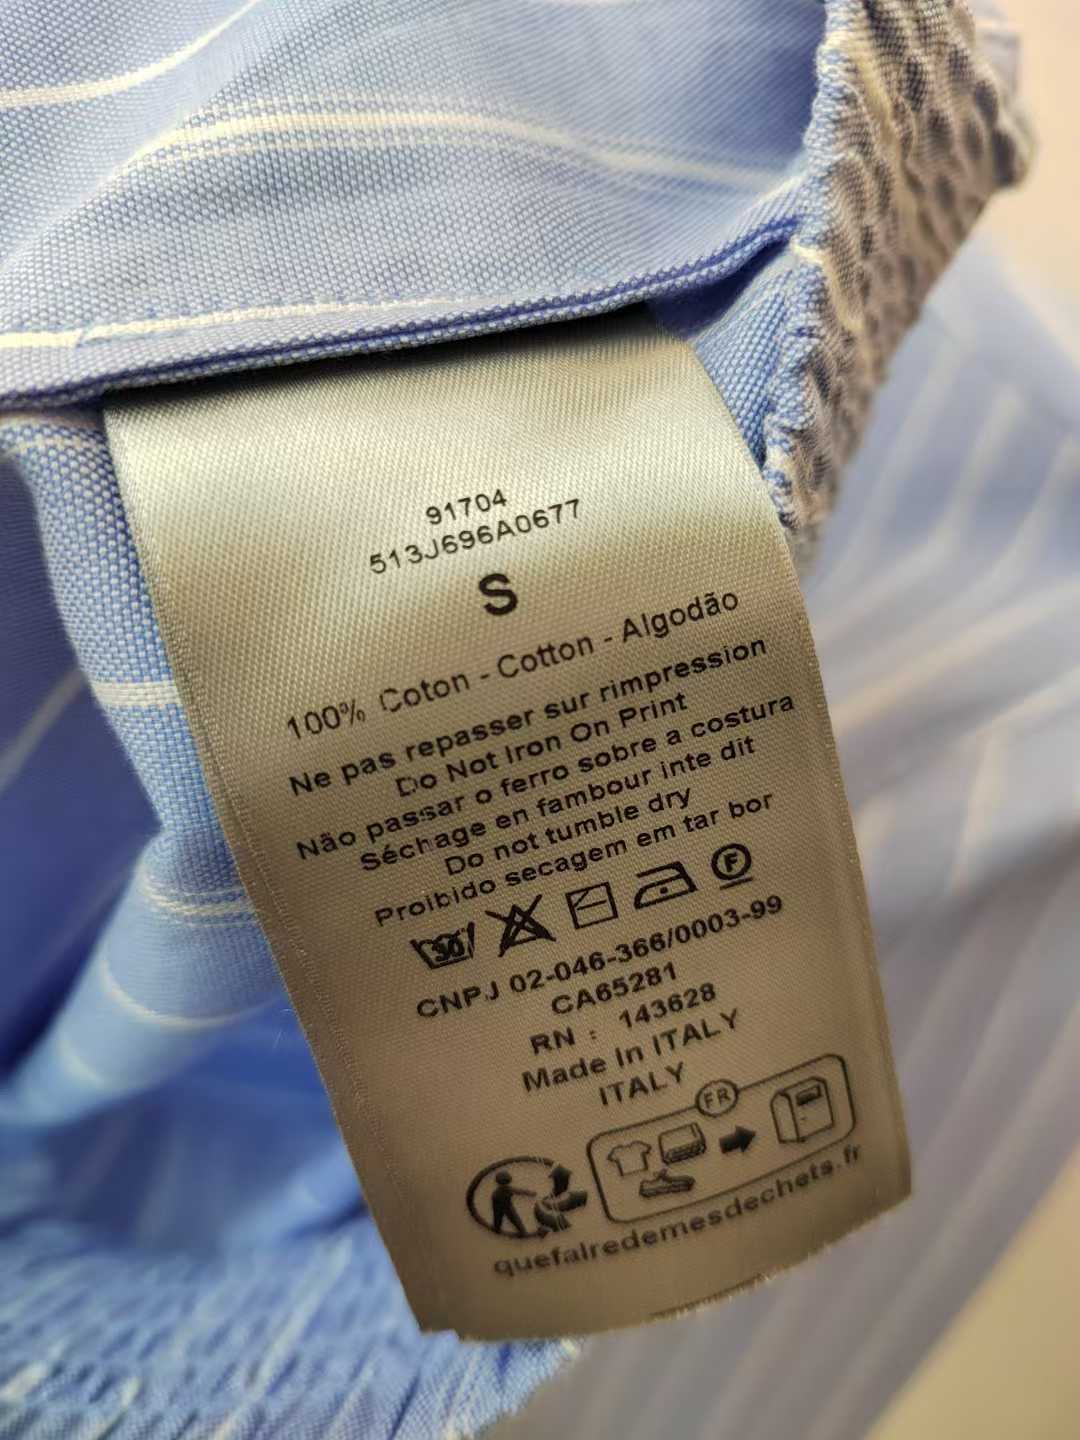 91704
513J696A0677
S
100% Coton - Cotton - Algodão
Ne pas repasser sur rimpression
Do Not Iron On Print
Não passar o ferro sobre a costura
Séchage en fambour inte dit
Do not tumble dry
Proibido secagem em tar bor
30 F
CNPJ 02-046-366/0003-99
CA65281
RN : 143628
Made In ITALY
ITALY
FR
quefairedemesdechets.fr